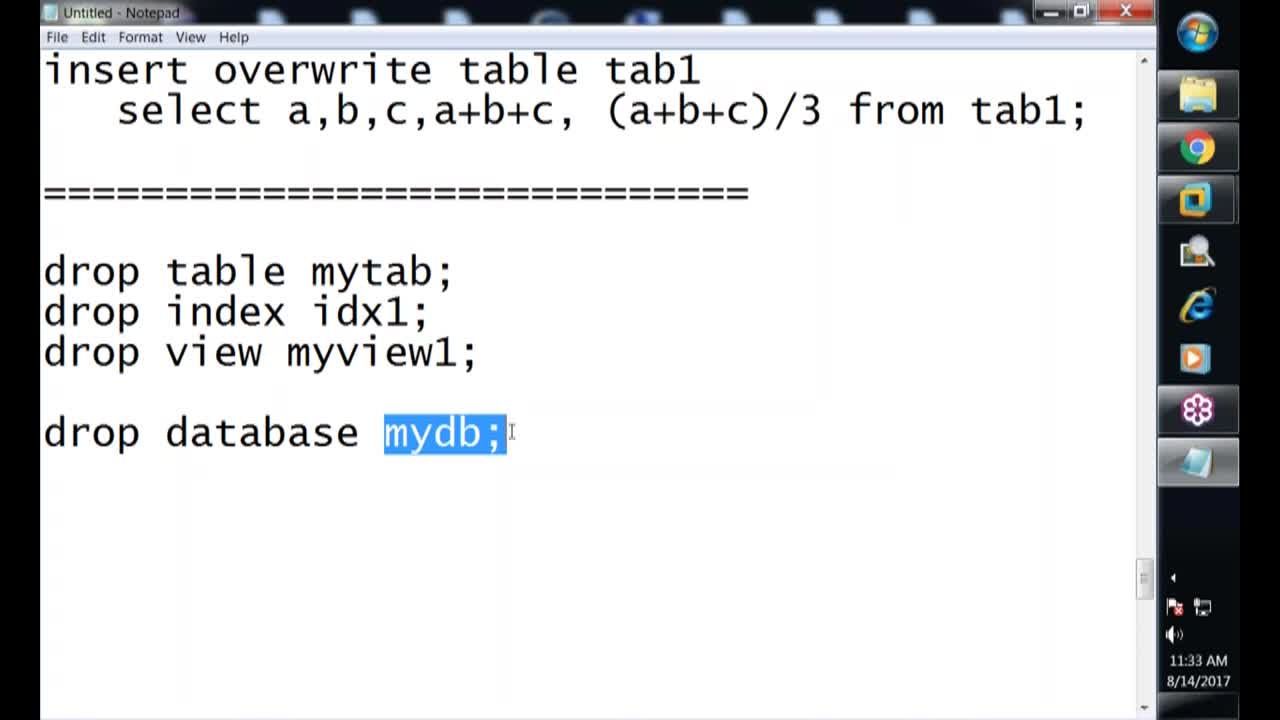 Untitled - Notepad
File Edit Format View Help
insert overwrite table tab1
select a,b,c,a+b+c, (a+b+c)/3 from tab1;
=============================
drop table mytab;
drop index idx1;
drop view myview1;
drop database mydb;
11:33 AM
8/14/2017